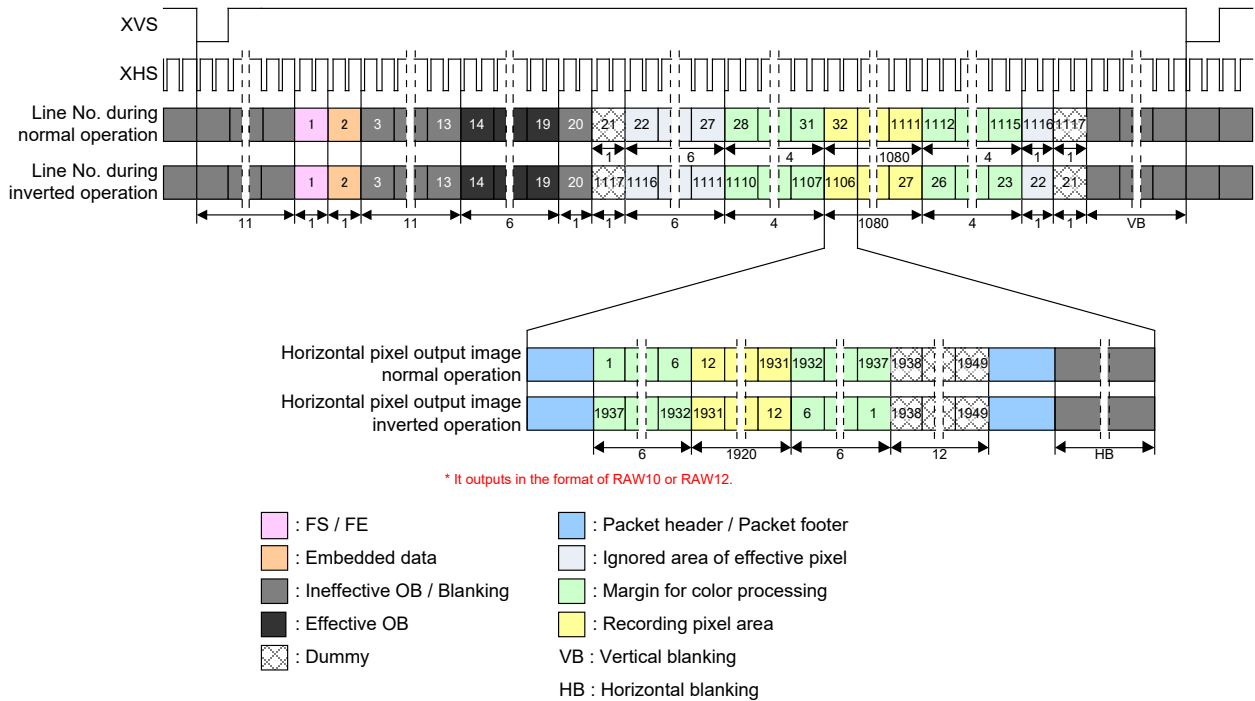 XVS
XHS
Line No. during
normal operation
1 2 3 13 14 19 20 21 22 27 28 31 32 1111 1112 1115 1116 1117
1 6 4 1080 4 1 1
Line No. during
inverted operation
1 2 3 13 14 19 20 1117 1116 1111 1110 1107 1106 27 26 23 22 21
11 1 1 11 6 1 1 6 4 1080 4 1 1 VB
Horizontal pixel output image
normal operation
1 6 12 1931 1932 1937 1938 1949
Horizontal pixel output image
inverted operation
1937 1932 1931 12 6 1 1938 1949
6 1920 6 12 HB
* It outputs in the format of RAW10 or RAW12.
: FS / FE
: Embedded data
: Ineffective OB / Blanking
: Effective OB
: Dummy
: Packet header / Packet footer
: Ignored area of effective pixel
: Margin for color processing
: Recording pixel area
VB : Vertical blanking
HB : Horizontal blanking